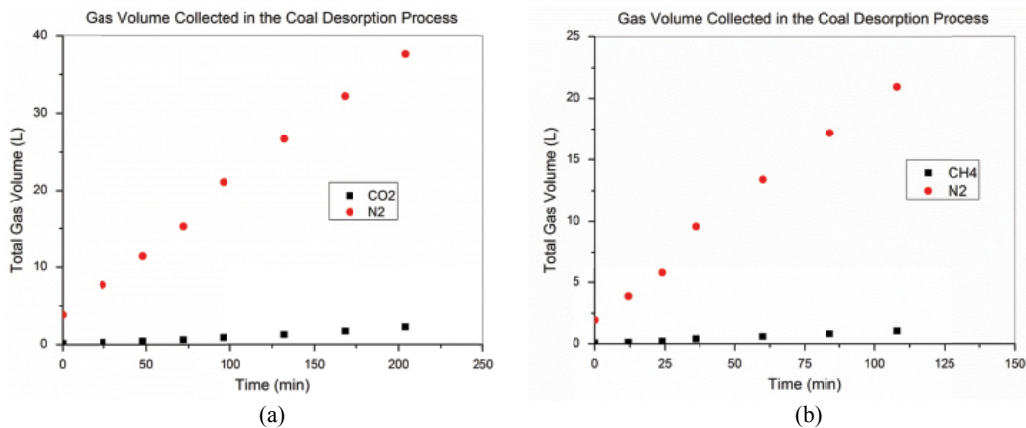 Gas Volume Collected in the Coal Desorption Process
40
30
20
10
0
Total Gas Volume (L)
CO2
N2
0 50 100 150 200 250
Time (min)
(a)
Gas Volume Collected in the Coal Desorption Process
25
20
15
10
5
0
Total Gas Volume (L)
CH4
N2
0 25 50 75 100 125 150
Time (min)
(b)